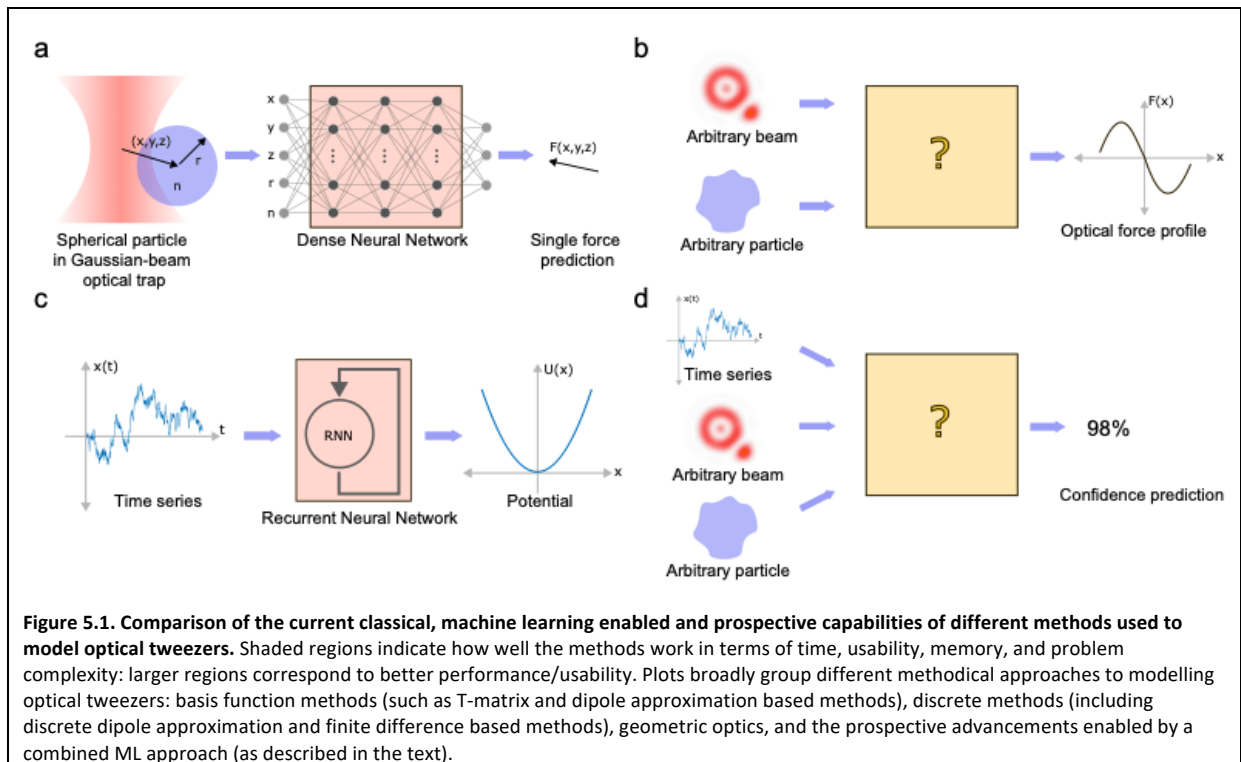 a
(x,y,z)
r
n
Spherical particle
in Gaussian-beam
optical trap
x
y
z
r
n
Dense Neural Network
F(x,y,z)
Single force
prediction
b
Arbitrary beam
Arbitrary particle
?
F(x)
x
Optical force profile
c
x(t)
t
Time series
RNN
Recurrent Neural Network
U(x)
x
Potential
d
x(t)
t
Time series
Arbitrary beam
Arbitrary particle
?
98%
Confidence prediction
Figure 5.1. Comparison of the current classical, machine learning enabled and prospective capabilities of different methods used to
model optical tweezers. Shaded regions indicate how well the methods work in terms of time, usability, memory, and problem
complexity: larger regions correspond to better performance/usability. Plots broadly group different methodical approaches to modelling
optical tweezers: basis function methods (such as T-matrix and dipole approximation based methods), discrete methods (including
discrete dipole approximation and finite difference based methods), geometric optics, and the prospective advancements enabled by a
combined ML approach (as described in the text).